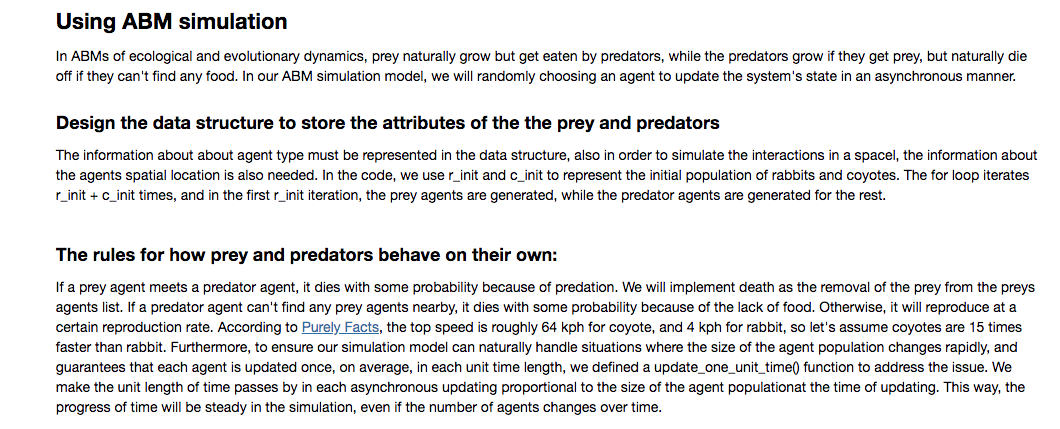 Using ABM simulation
In ABMs of ecological and evolutionary dynamics, prey naturally grow but get eaten by predators, while the predators grow if they get prey, but naturally die
off if they can't find any food. In our ABM simulation model, we will randomly choosing an agent to update the system's state in an asynchronous manner.
Design the data structure to store the attributes of the the prey and predators
The information about about agent type must be represented in the data structure, also in order to simulate the interactions in a spacel, the information about
the agents spatial location is also needed. In the code, we use r_init and c_init to represent the initial population of rabbits and coyotes. The for loop iterates
r_init + c_init times, and in the first r_init iteration, the prey agents are generated, while the predator agents are generated for the rest.
The rules for how prey and predators behave on their own:
If a prey agent meets a predator agent, it dies with some probability because of predation. We will implement death as the removal of the prey from the preys
agents list. If a predator agent can't find any prey agents nearby, it dies with some probability because of the lack of food. Otherwise, it will reproduce at a
certain reproduction rate. According to Purely Facts, the top speed is roughly 64 kph for coyote, and 4 kph for rabbit, so let's assume coyotes are 15 times
faster than rabbit. Furthermore, to ensure our simulation model can naturally handle situations where the size of the agent population changes rapidly, and
guarantees that each agent is updated once, on average, in each unit time length, we defined a update_one_unit_time() function to address the issue. We
make the unit length of time passes by in each asynchronous updating proportional to the size of the agent populationat the time of updating. This way, the
progress of time will be steady in the simulation, even if the number of agents changes over time.